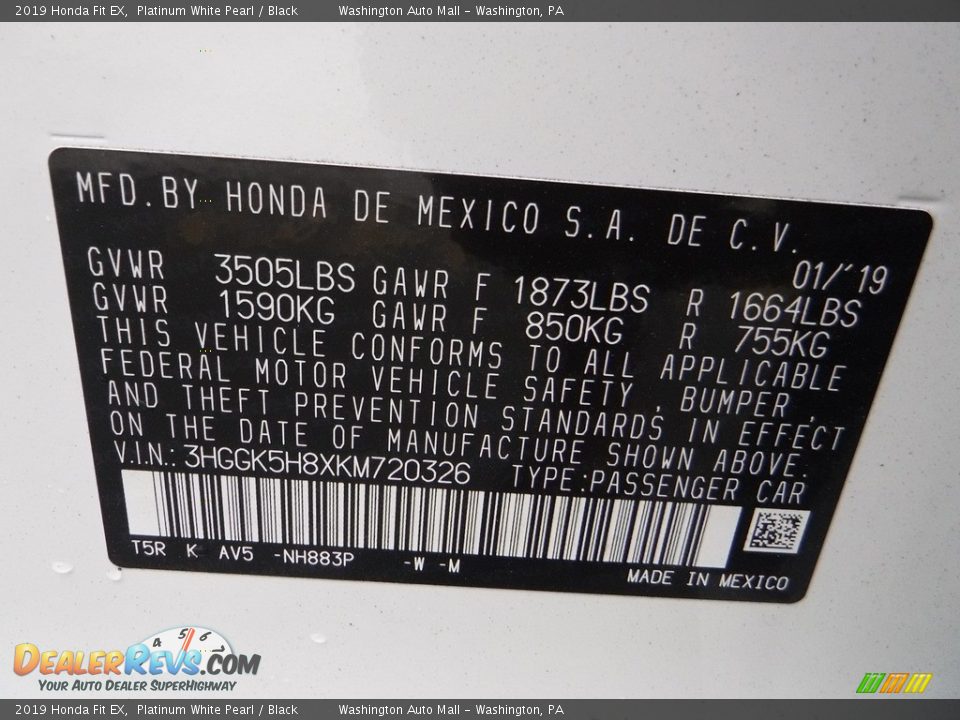 2019 Honda Fit EX,  Platinum White Pearl / Black          Washington Auto Mall - Washington, PA
MFD. BY HONDA DE MEXICO S.A. DE C.V.
01/'19
GVWR 3505LBS GAWR F 1873LBS R 1664LBS
GVWR 1590KG GAWR F 850KG R 755KG
THIS VEHICLE CONFORMS TO ALL APPLICABLE
FEDERAL MOTOR VEHICLE SAFETY , BUMPER ,
AND THEFT PREVENTION STANDARDS IN EFFECT
ON THE DATE OF MANUFACTURE SHOWN ABOVE.
V.I.N.: 3HGGK5H8XKM720326 TYPE:PASSENGER CAR
T5R K AV5 -NH883P -W -M
MADE IN MEXICO
4 5 6
DealerRevs.com
Your Auto Dealer SuperHighway
2019 Honda Fit EX,  Platinum White Pearl / Black          Washington Auto Mall - Washington, PA